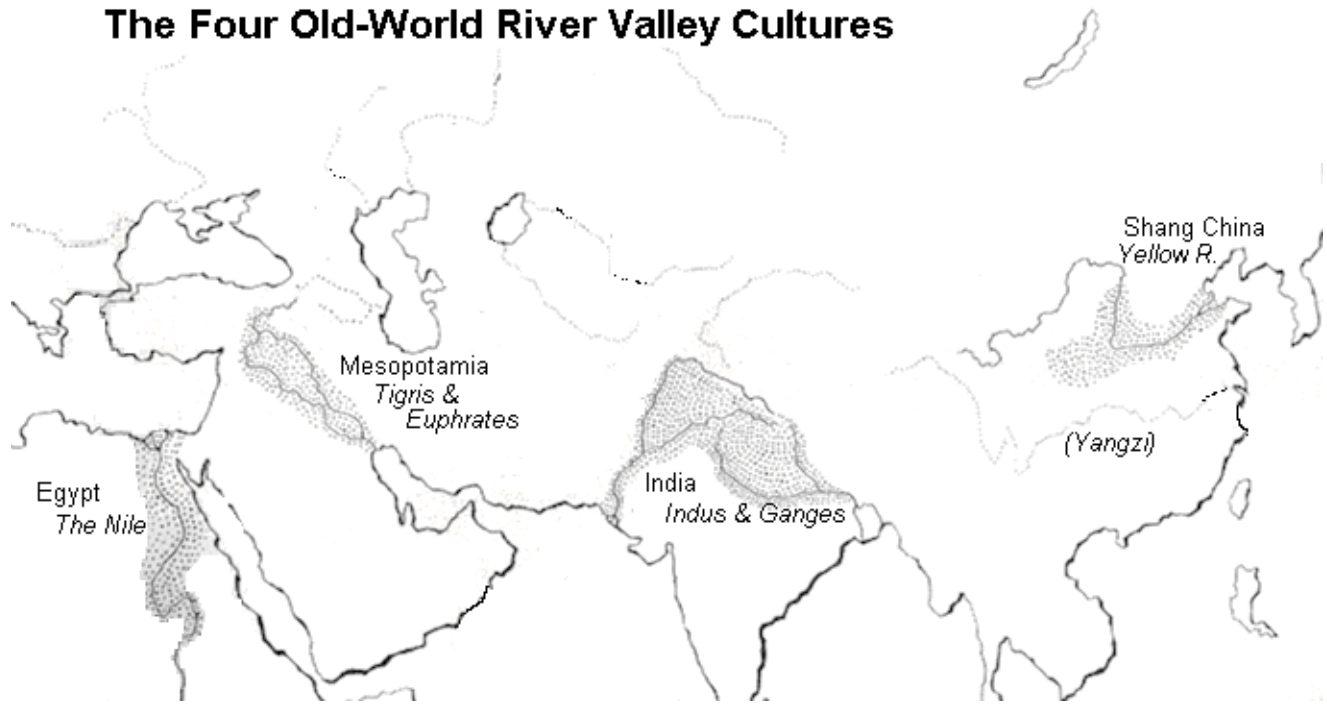 The Four Old-World River Valley Cultures
Shang China
Yellow R.
Mesopotamia
Tigris &
Euphrates
(Yangzi)
Egypt
The Nile
India
Indus & Ganges